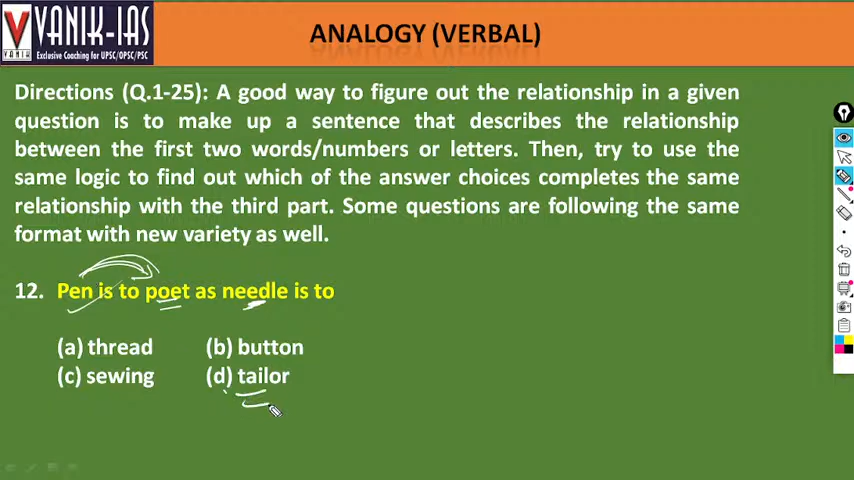 VANIK-IAS
VANIK
Exclusive Coaching for UPSC/OPSC/PSC
ANALOGY (VERBAL)
Directions (Q.1-25): A good way to figure out the relationship in a given
question is to make up a sentence that describes the relationship
between the first two words/numbers or letters. Then, try to use the
same logic to find out which of the answer choices completes the same
relationship with the third part. Some questions are following the same
format with new variety as well.
12. Pen is to poet as needle is to
(a) thread (b) button
(c) sewing (d) tailor